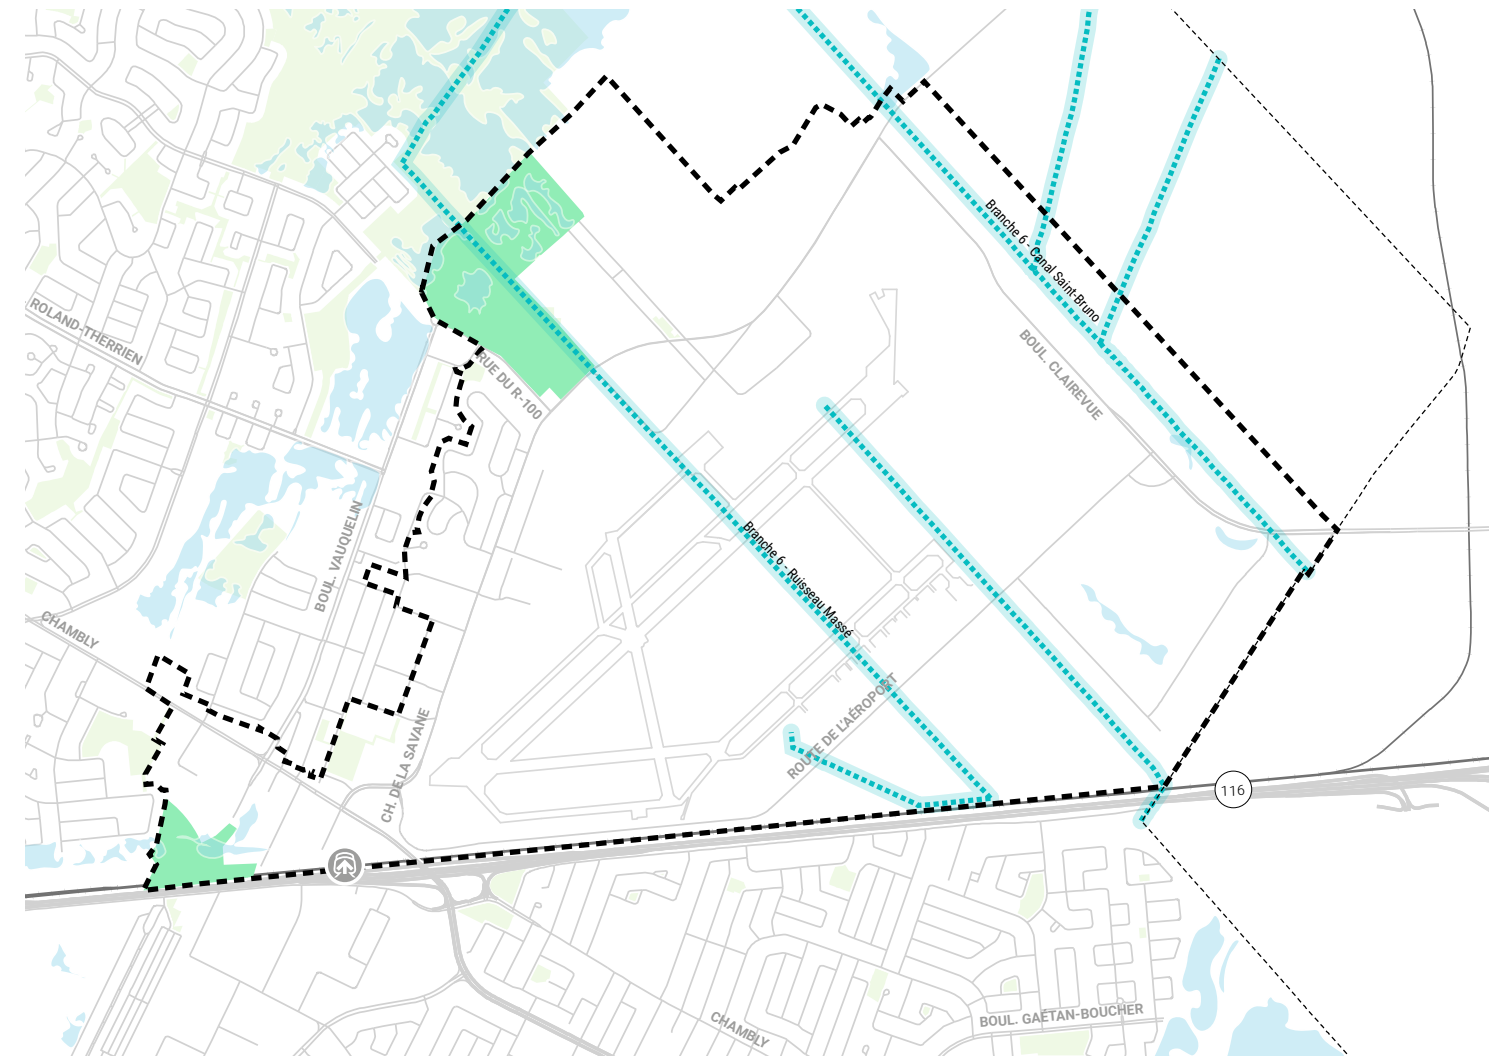 Branche 6 - Canal Saint-Bruno
ROLAND-THERRIEN
BOUL. CLAIREVUE
RUE DU R-100
BOUL. VAUQUELIN
Branche 6 - Ruisseau Massé
CHAMBLY
ROUTE DE L'AÉROPORT
CH. DE LA SAVANE
116
CHAMBLY
BOUL. GAÉTAN-BOUCHER